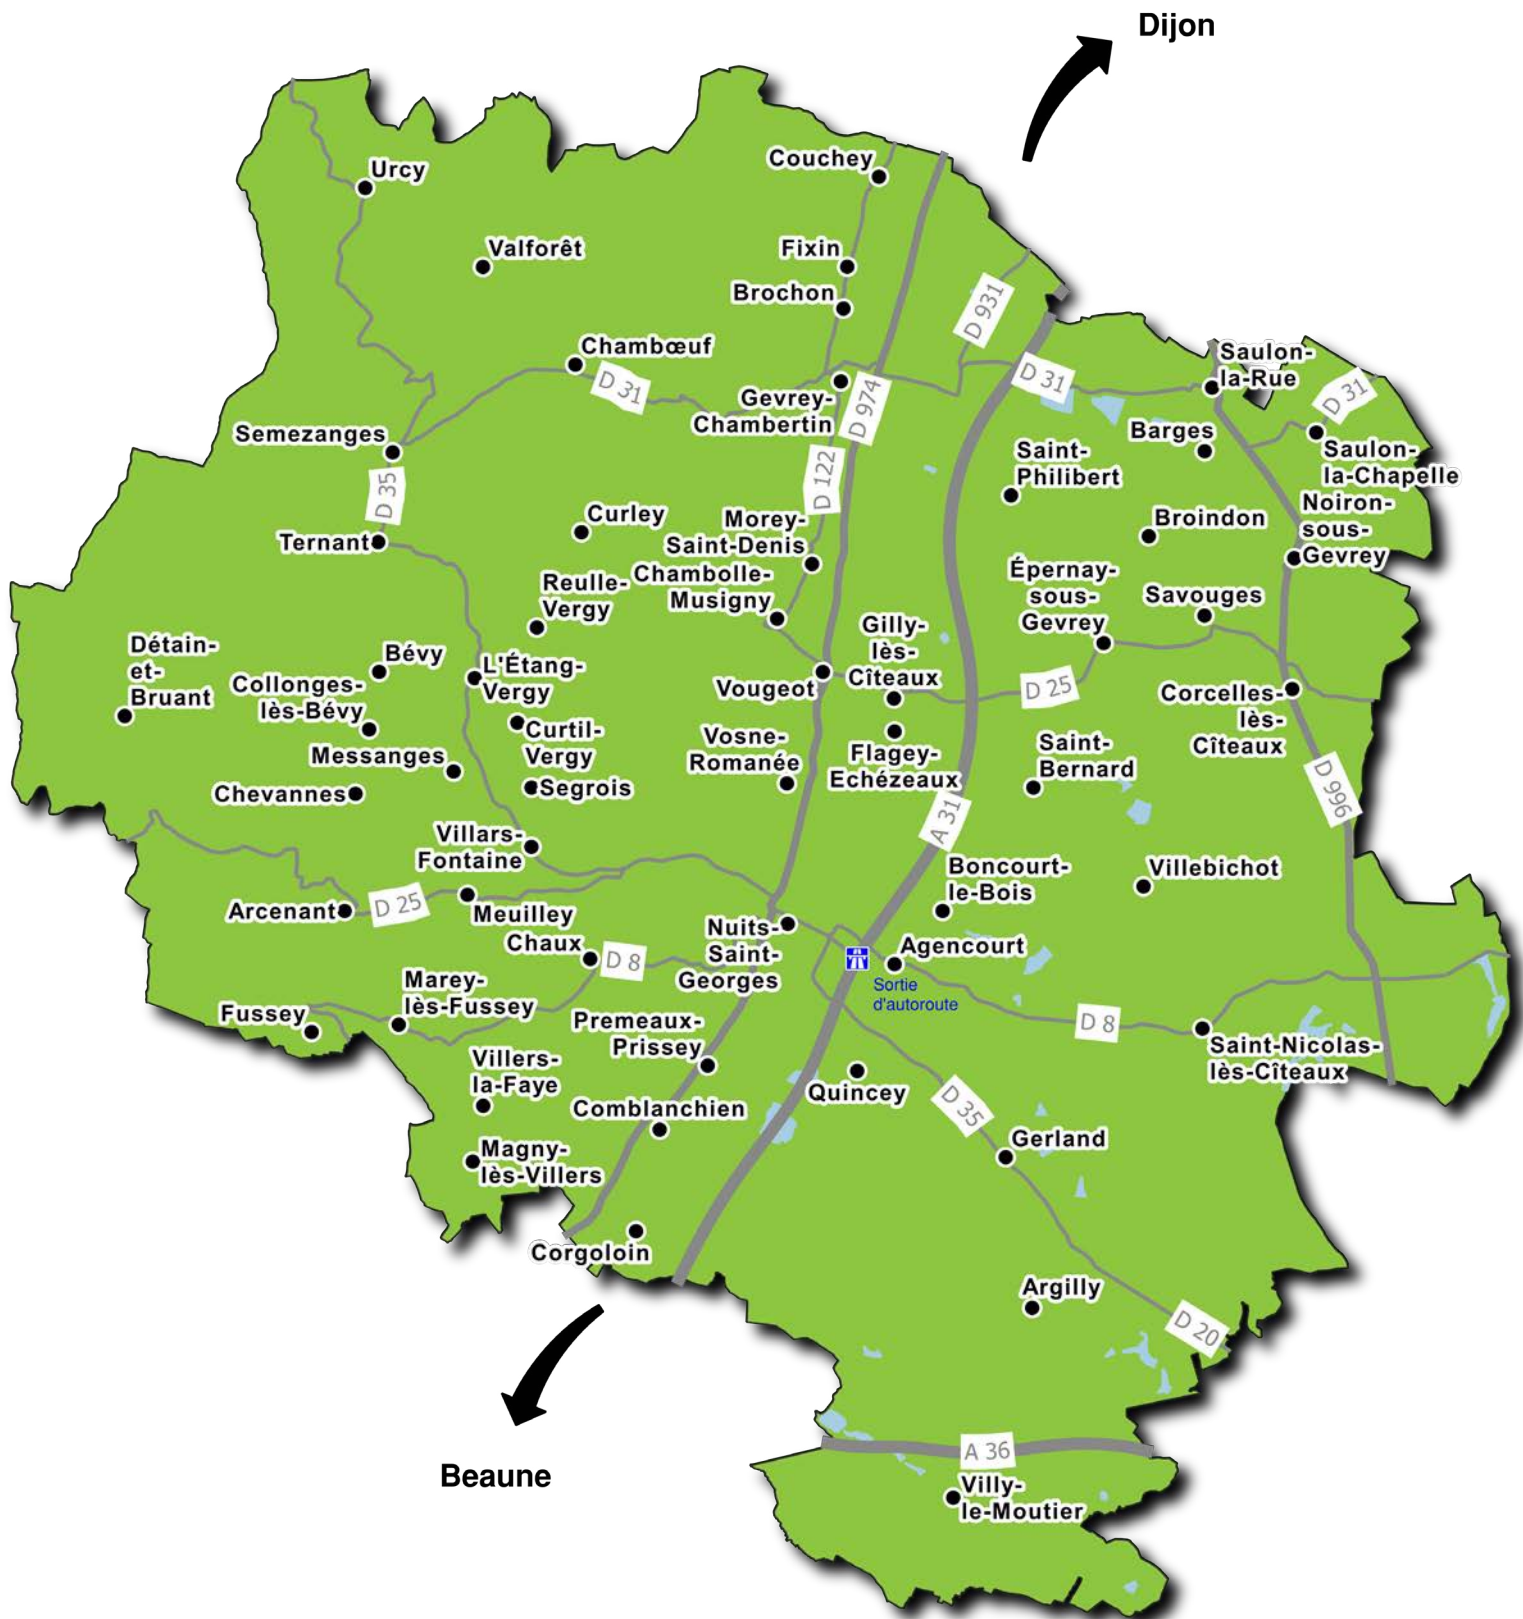 Dijon
Couchey
Urcy
Valforêt
Fixin
Brochon
D 931
Chambœuf
D 31
Gevrey-
Chambertin
D 974
D 31
Saulon-
la-Rue
D 31
Semezanges
D 35
D 122
Saint-
Philibert
Barges
Saulon-
la-Chapelle
Noiron-
sous-
Gevrey
Ternant
Curley
Morey-
Saint-Denis
Broindon
Reulle-
Vergy
Chambolle-
Musigny
Épernay-
sous-
Gevrey
Savouges
Détain-
et-
Bruant
Bévy
Collonges-
lès-Bévy
L'Étang-
Vergy
Vougeot
Gilly-
lès-
Cîteaux
D 25
Corcelles-
lès-
Cîteaux
Curtil-
Vergy
Messanges
Vosne-
Romanée
Flagey-
Echézeaux
Saint-
Bernard
D 996
Chevannes
Segrois
A 31
Villars-
Fontaine
Boncourt-
le-Bois
Villebichot
Arcenant
D 25
Meuilley
Chaux
D 8
Nuits-
Saint-
Georges
Agencourt
Sortie
d'autoroute
Marey-
lès-Fussey
Fussey
Premeaux-
Prissey
D 8
Saint-Nicolas-
lès-Cîteaux
Villers-
la-Faye
Quincey
D 35
Comblanchien
Gerland
Magny-
lès-Villers
Corgoloin
Argilly
D 20
Beaune
A 36
Villy-
le-Moutier